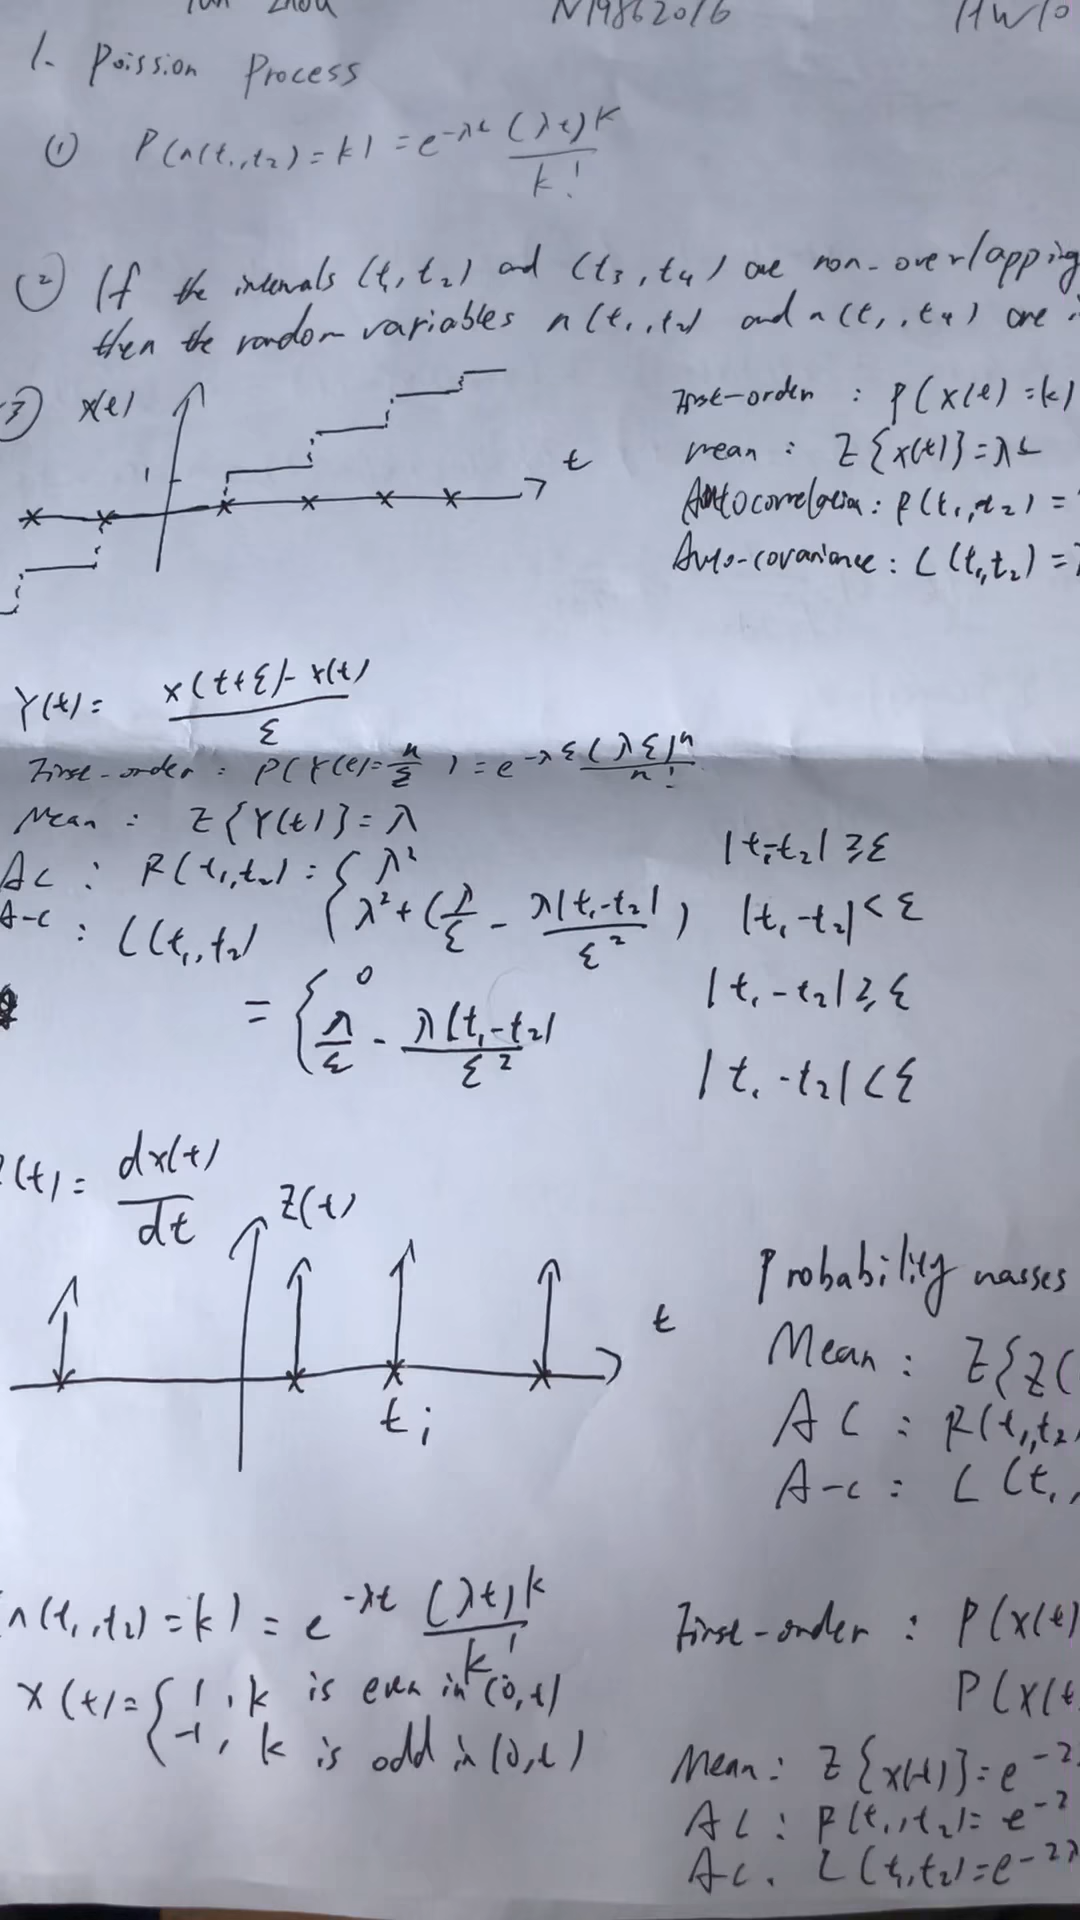 N19862016 HW10
1. Poission Process
① P(n(t₁,t₂)=k) = e^{-λt} (λt)^k / k!
② If the intervals (t₁,t₂) and (t₃,t₄) are non-overlapping
then the random variables n(t₁,t₂) and n(t₁,t₄) are
③ x(t)
1
t
First-order : P(x(t)=k)
mean : E{x(t)}=λt
Autocorrelation : R(t₁,t₂) =
Auto-covariance : C(t₁,t₂) =
Y(t) = (x(t+ε)-x(t)) / ε
First-order : P(Y(t)=n/ε) = e^{-λε} (λε)^n / n!
Mean : E{Y(t)} = λ
AC : R(t₁,t₂) = { λ² |t₁-t₂| ≥ ε
λ² + (λ/ε - λ|t₁-t₂| / ε²) |t₁-t₂| < ε
A-C : C(t₁,t₂)
= { 0 |t₁-t₂| ≥ ε
λ/ε - λ|t₁-t₂| / ε² |t₁-t₂| < ε
(t) = dx(t) / dt
Z(t)
t
tᵢ
Probability masses
Mean : E{Z(
AC : R(t₁,t₂
A-C : C(t₁,
n(t₁,t₂)=k) = e^{-λt} (λt)^k / k!
x(t) = { 1, k is even in (0,t)
-1, k is odd in (0,t)
First-order : P(x(t)
P(x(t
Mean : E{x(t)} = e^{-2
AC : R(t₁,t₂) = e^{-2
AC. C(t₁,t₂) = e^{-2λ